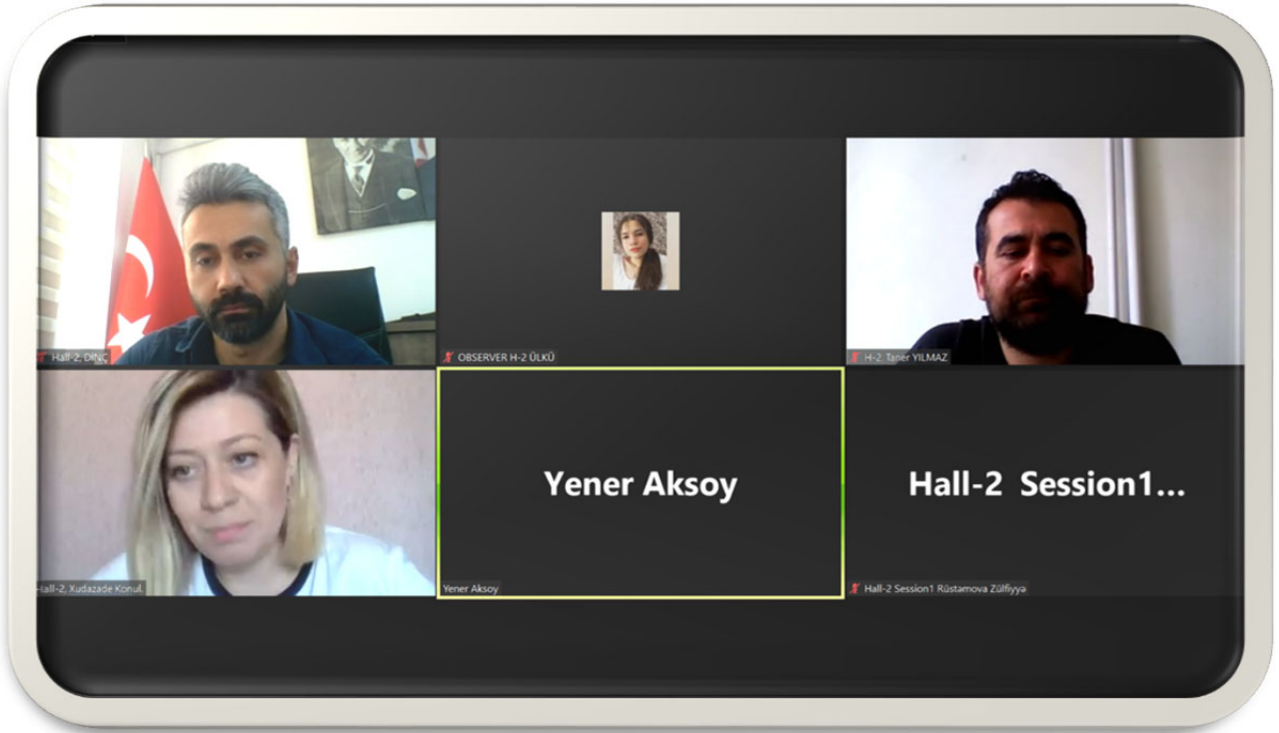 Hall-2, DİNÇ
OBSERVER H-2 ÜLKÜ
H-2, Taner YILMAZ
Hall-2, Xudazade Konul.
Yener Aksoy
Yener Aksoy
Hall-2 Session1...
Hall-2 Session1 Rüstəmova Zülfiyyə